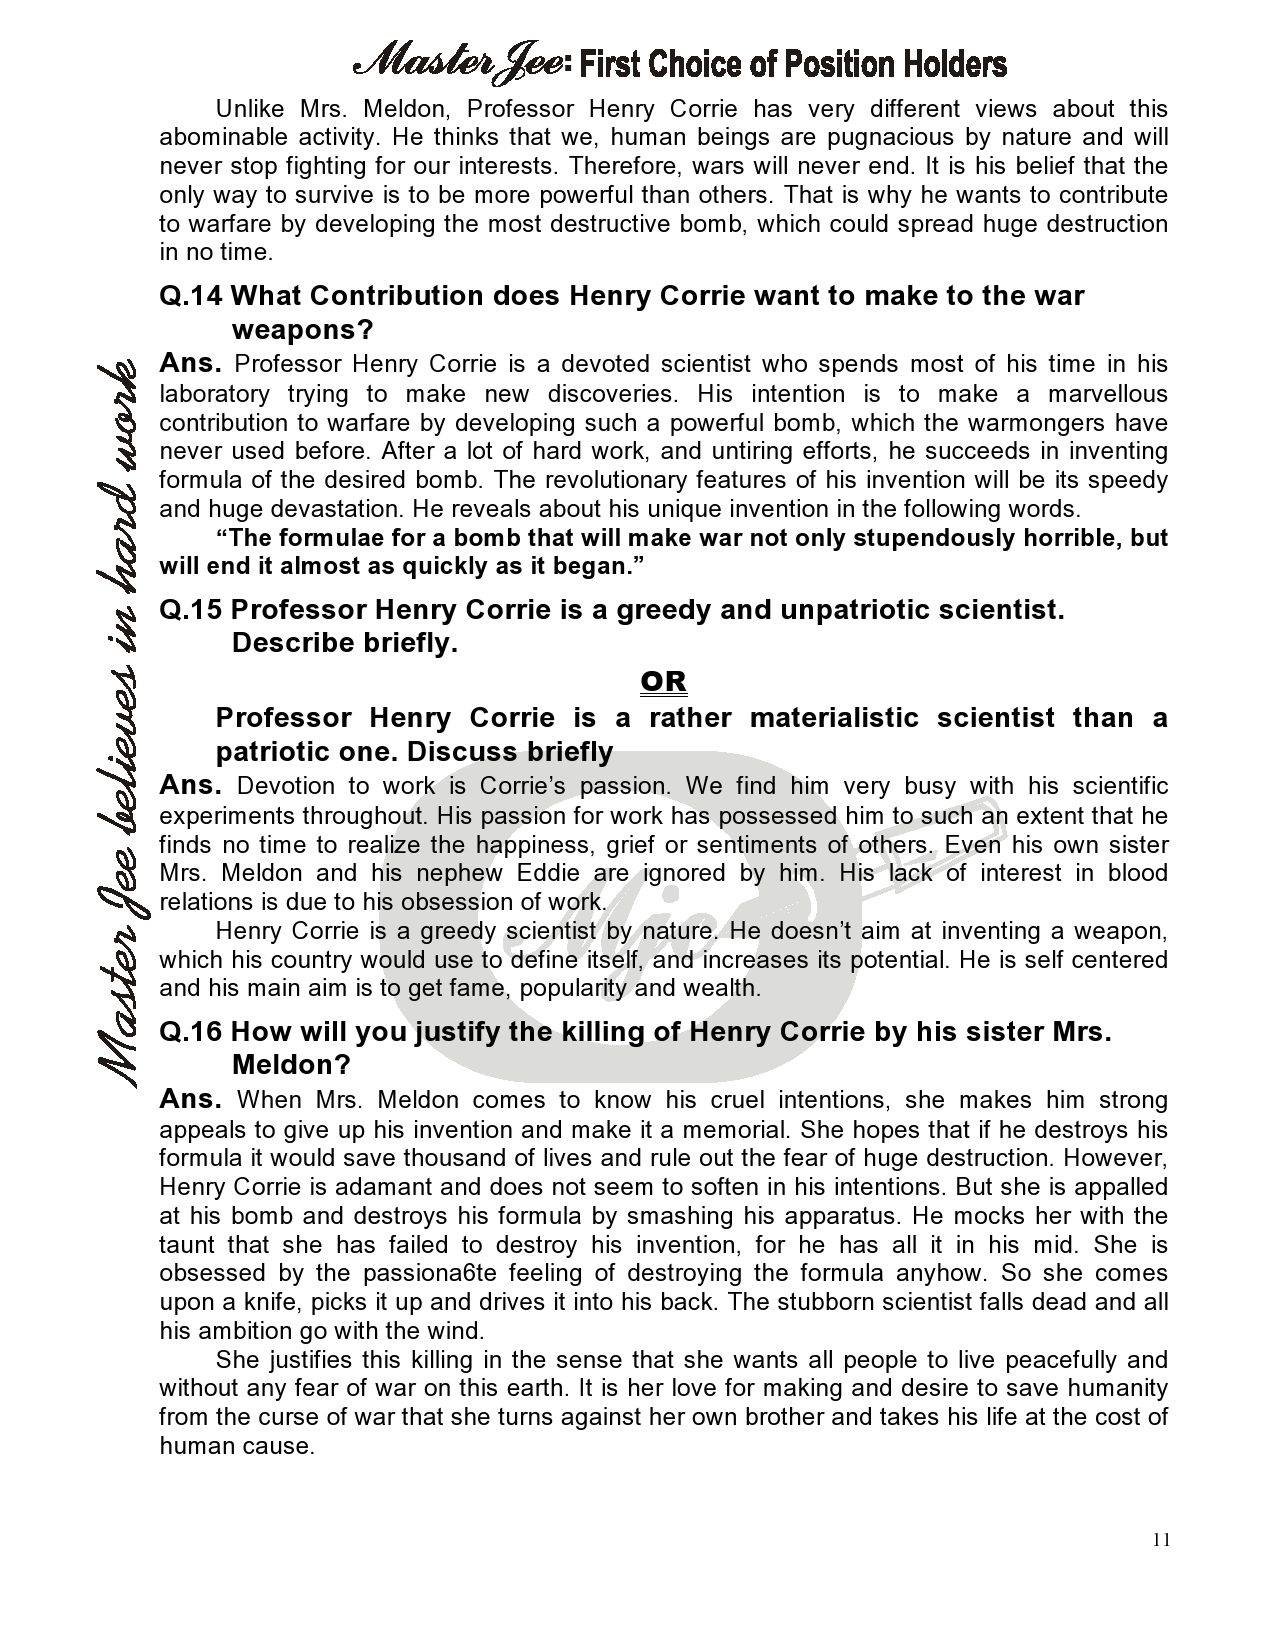 Master Jee: First Choice of Position Holders
Unlike Mrs. Meldon, Professor Henry Corrie has very different views about this
abominable activity. He thinks that we, human beings are pugnacious by nature and will
never stop fighting for our interests. Therefore, wars will never end. It is his belief that the
only way to survive is to be more powerful than others. That is why he wants to contribute
to warfare by developing the most destructive bomb, which could spread huge destruction
in no time.
Q.14 What Contribution does Henry Corrie want to make to the war
weapons?
Ans. Professor Henry Corrie is a devoted scientist who spends most of his time in his
laboratory trying to make new discoveries. His intention is to make a marvellous
contribution to warfare by developing such a powerful bomb, which the warmongers have
never used before. After a lot of hard work, and untiring efforts, he succeeds in inventing
formula of the desired bomb. The revolutionary features of his invention will be its speedy
and huge devastation. He reveals about his unique invention in the following words.
“The formulae for a bomb that will make war not only stupendously horrible, but
will end it almost as quickly as it began.”
Q.15 Professor Henry Corrie is a greedy and unpatriotic scientist.
Describe briefly.
OR
Professor Henry Corrie is a rather materialistic scientist than a
patriotic one. Discuss briefly
Ans. Devotion to work is Corrie’s passion. We find him very busy with his scientific
experiments throughout. His passion for work has possessed him to such an extent that he
finds no time to realize the happiness, grief or sentiments of others. Even his own sister
Mrs. Meldon and his nephew Eddie are ignored by him. His lack of interest in blood
relations is due to his obsession of work.
Henry Corrie is a greedy scientist by nature. He doesn’t aim at inventing a weapon,
which his country would use to define itself, and increases its potential. He is self centered
and his main aim is to get fame, popularity and wealth.
Q.16 How will you justify the killing of Henry Corrie by his sister Mrs.
Meldon?
Ans. When Mrs. Meldon comes to know his cruel intentions, she makes him strong
appeals to give up his invention and make it a memorial. She hopes that if he destroys his
formula it would save thousand of lives and rule out the fear of huge destruction. However,
Henry Corrie is adamant and does not seem to soften in his intentions. But she is appalled
at his bomb and destroys his formula by smashing his apparatus. He mocks her with the
taunt that she has failed to destroy his invention, for he has all it in his mid. She is
obsessed by the passiona6te feeling of destroying the formula anyhow. So she comes
upon a knife, picks it up and drives it into his back. The stubborn scientist falls dead and all
his ambition go with the wind.
She justifies this killing in the sense that she wants all people to live peacefully and
without any fear of war on this earth. It is her love for making and desire to save humanity
from the curse of war that she turns against her own brother and takes his life at the cost of
human cause.
Master Jee believes in hard work
Mjc
11